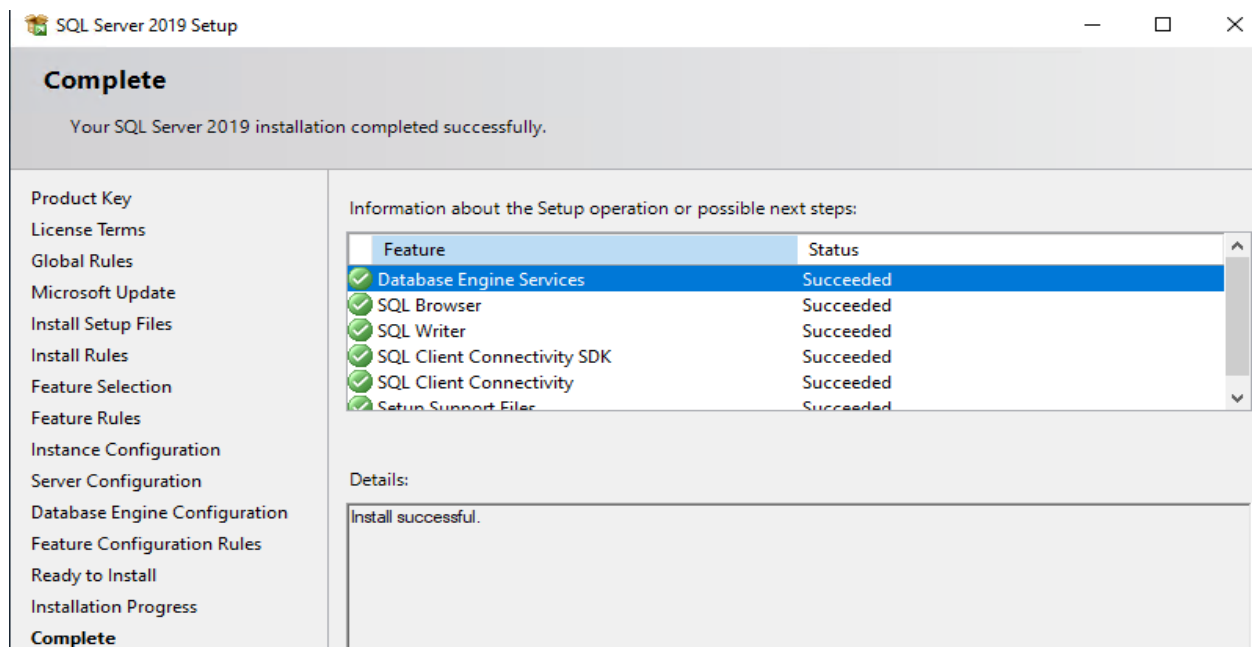 SQL Server 2019 Setup
Complete
Your SQL Server 2019 installation completed successfully.
Product Key
License Terms
Global Rules
Microsoft Update
Install Setup Files
Install Rules
Feature Selection
Feature Rules
Instance Configuration
Server Configuration
Database Engine Configuration
Feature Configuration Rules
Ready to Install
Installation Progress
Complete
Information about the Setup operation or possible next steps:
Feature Status
Database Engine Services Succeeded
SQL Browser Succeeded
SQL Writer Succeeded
SQL Client Connectivity SDK Succeeded
SQL Client Connectivity Succeeded
Setup Support Files Succeeded
Details:
Install successful.